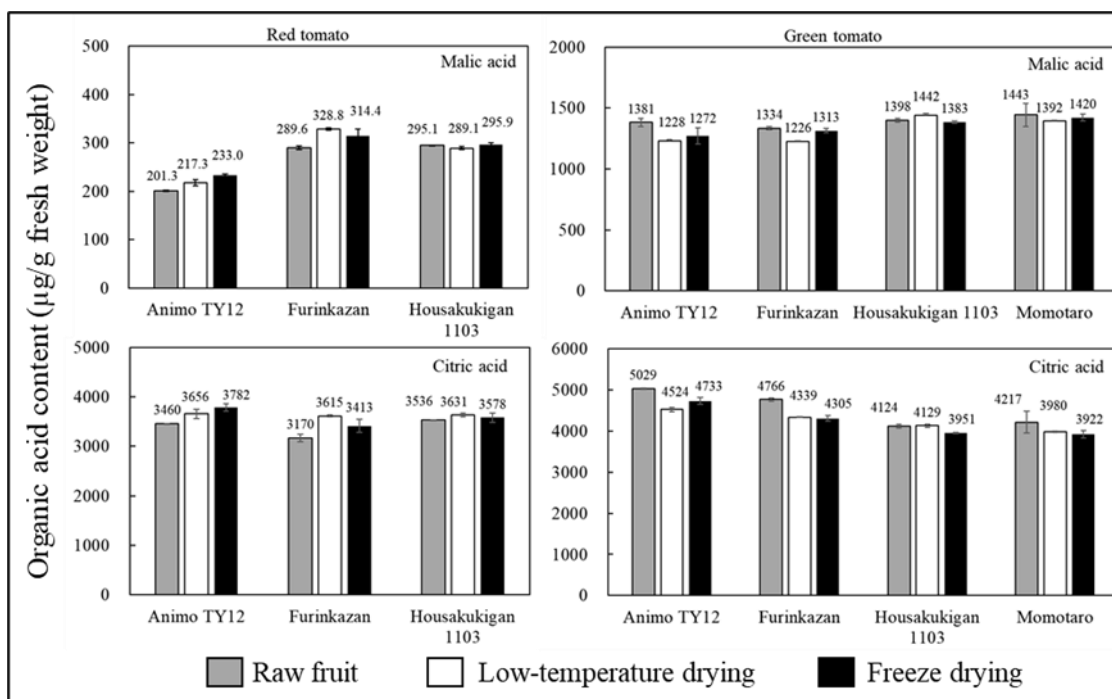 Red tomato
Green tomato
Organic acid content (µg/g fresh weight)
Malic acid
500
400
300
200
100
0
201.3 217.3 233.0
289.6 328.8 314.4
295.1 289.1 295.9
Animo TY12 Furinkazan Housakukigan
1103
Malic acid
2000
1500
1000
500
0
1381 1228 1272
1334 1226 1313
1398 1442 1383
1443 1392 1420
Animo TY12 Furinkazan Housakukigan 1103 Momotaro
Citric acid
5000
4000
3000
2000
1000
0
3460 3656 3782
3170 3615 3413
3536 3631 3578
Animo TY12 Furinkazan Housakukigan
1103
Citric acid
6000
5000
4000
3000
2000
1000
0
5029 4524 4733
4766 4339 4305
4124 4129 3951
4217 3980 3922
Animo TY12 Furinkazan Housakukigan Momotaro
1103
Raw fruit Low-temperature drying Freeze drying